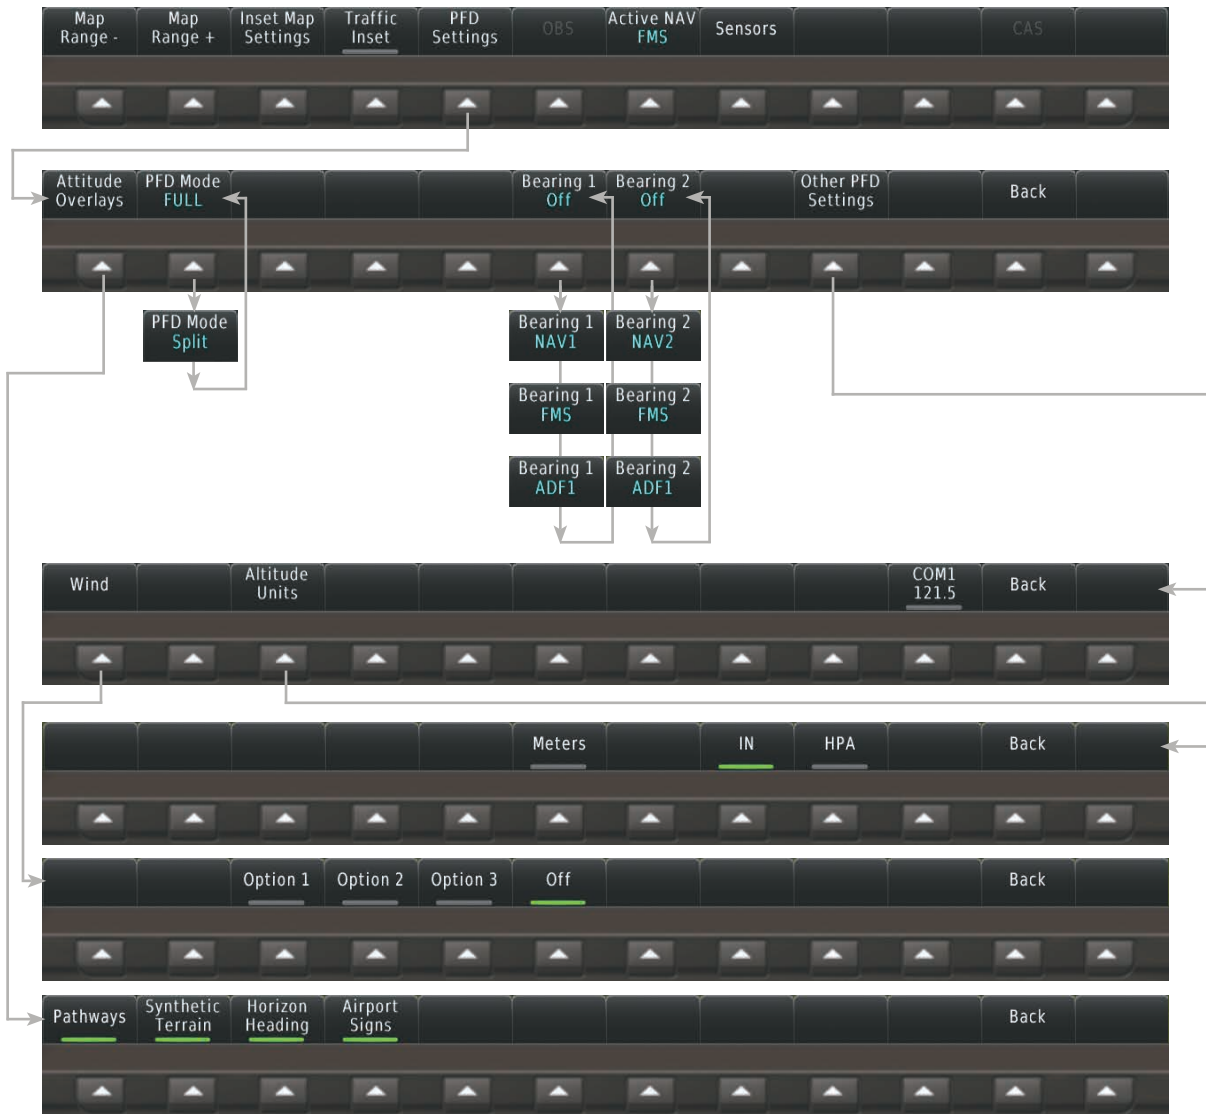 Map
Range -
Map
Range +
Inset Map
Settings
Traffic
Inset
PFD
Settings
OBS
Active NAV
FMS
Sensors
CAS
Attitude
Overlays
PFD Mode
FULL
Bearing 1
Off
Bearing 2
Off
Other PFD
Settings
Back
PFD Mode
Split
Bearing 1
NAV1
Bearing 2
NAV2
Bearing 1
FMS
Bearing 2
FMS
Bearing 1
ADF1
Bearing 2
ADF1
Wind
Altitude
Units
COM1
121.5
Back
Meters
IN
HPA
Back
Option 1
Option 2
Option 3
Off
Back
Pathways
Synthetic
Terrain
Horizon
Heading
Airport
Signs
Back